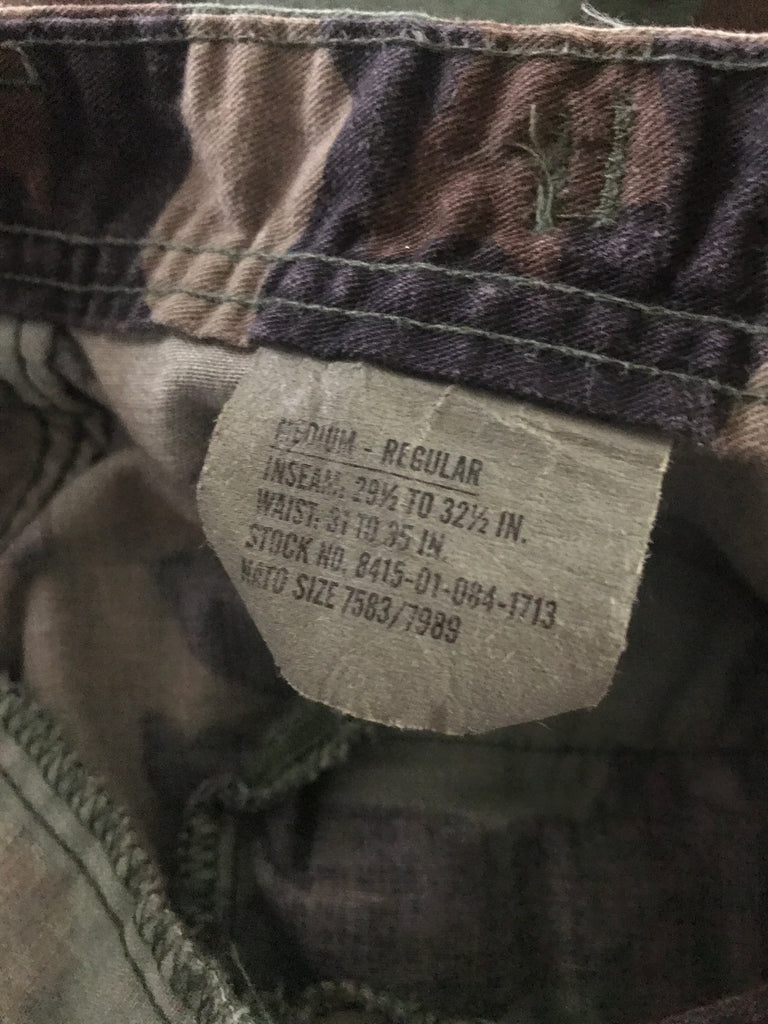 MEDIUM - REGULAR
INSEAM: 29½ TO 32½ IN.
WAIST: 31 TO 35 IN.
STOCK NO. 8415-01-084-1713
NATO SIZE 7583/7989